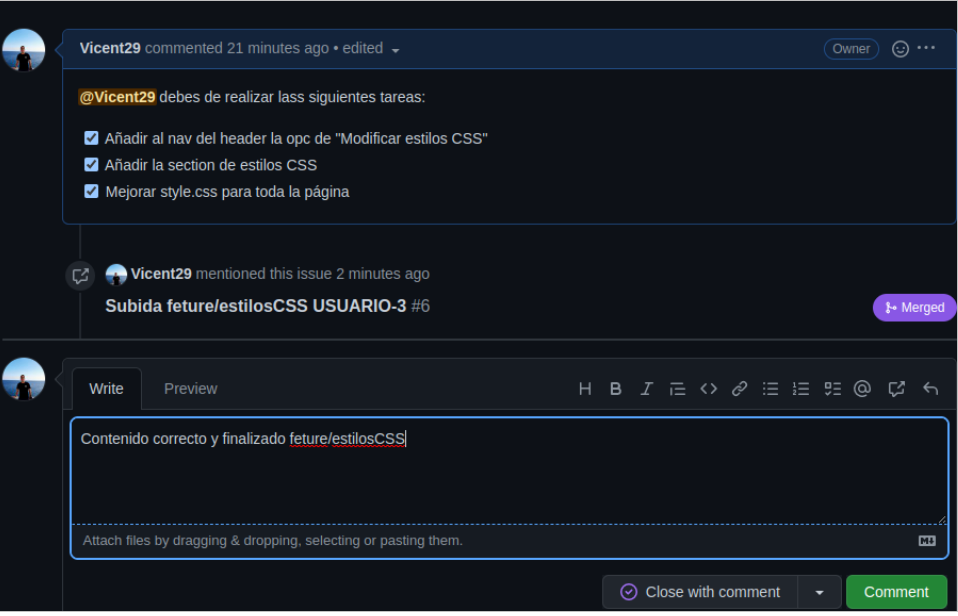 Vicent29 commented 21 minutes ago • edited
Owner
@Vicent29 debes de realizar lass siguientes tareas:
Añadir al nav del header la opc de "Modificar estilos CSS"
Añadir la section de estilos CSS
Mejorar style.css para toda la página
Vicent29 mentioned this issue 2 minutes ago
Subida feture/estilosCSS USUARIO-3 #6
Merged
Write Preview
Contenido correcto y finalizado feture/estilosCSS
Attach files by dragging & dropping, selecting or pasting them.
Close with comment
Comment